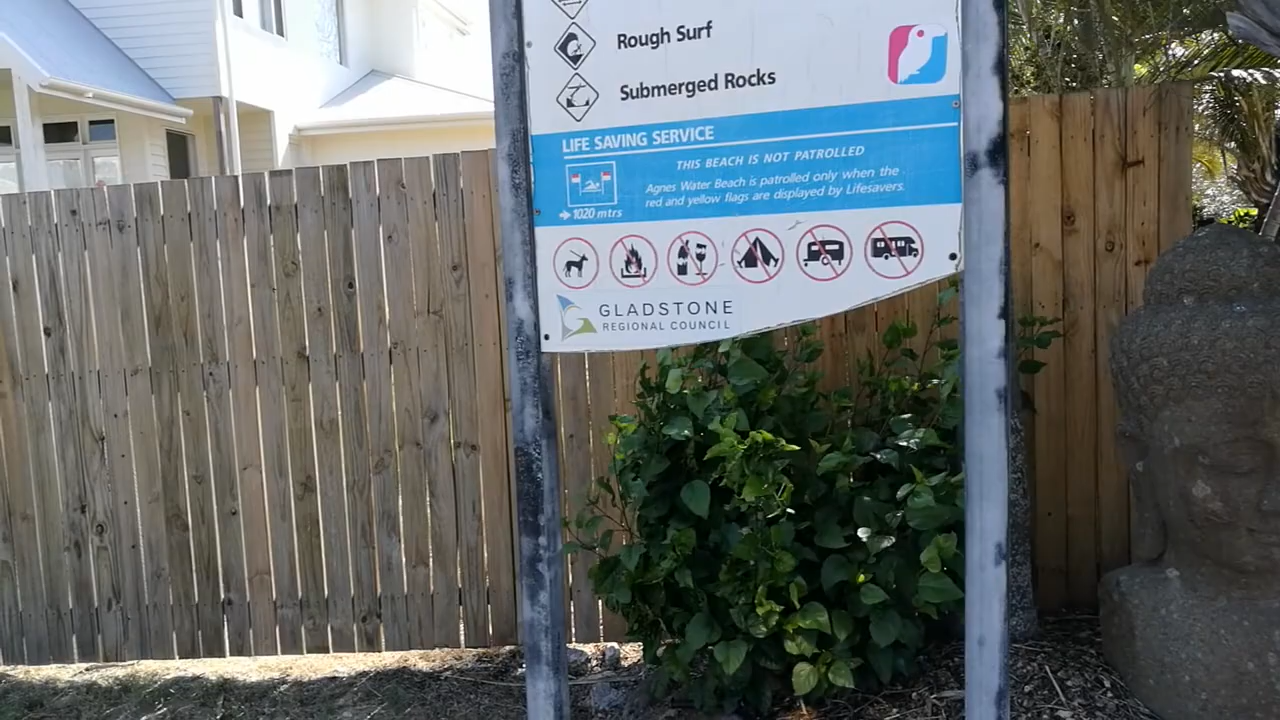 Rough Surf
Submerged Rocks
LIFE SAVING SERVICE
THIS BEACH IS NOT PATROLLED
Agnes Water Beach is patrolled only when the
red and yellow flags are displayed by Lifesavers.
1020 mtrs
GLADSTONE
REGIONAL COUNCIL